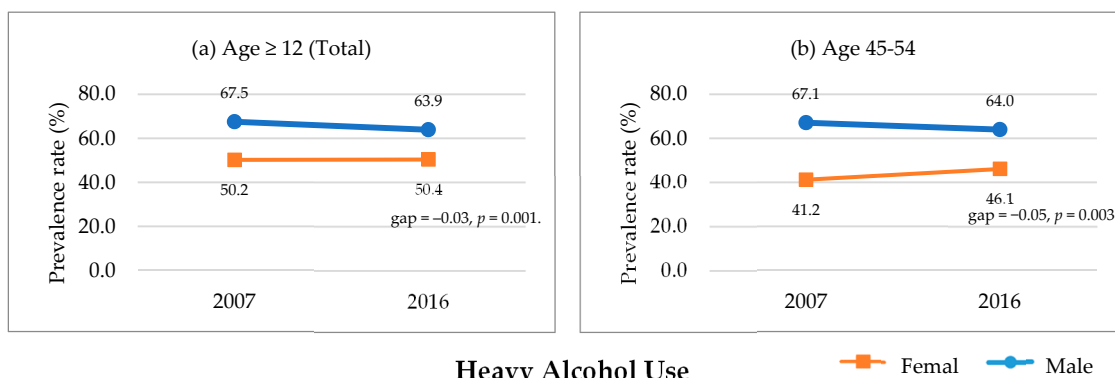 (a) Age ≥ 12 (Total)
Prevalence rate (%)
80.0
60.0
40.0
20.0
0.0
67.5
63.9
50.2
50.4
gap = –0.03, p = 0.001.
2007
2016
(b) Age 45-54
Prevalence rate (%)
80.0
60.0
40.0
20.0
0.0
67.1
64.0
41.2
46.1
gap = –0.05, p = 0.003
2007
2016
Heavy Alcohol Use
Femal
Male